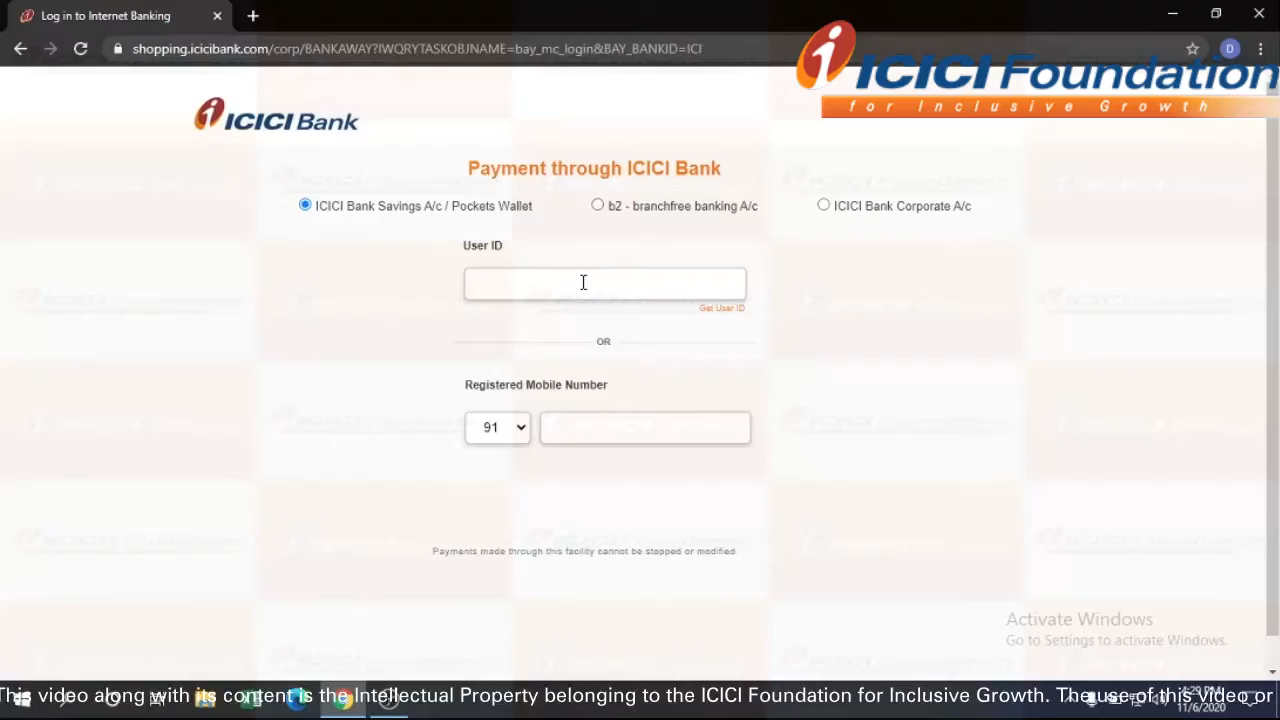 Log in to Internet Banking
shopping.icicibank.com/corp/BANKAWAY?IWQRYTASKOBJNAME=bay_mc_login&BAY_BANKID=ICI
D
ICICI Foundation
for Inclusive Growth
ICICI Bank
Payment through ICICI Bank
ICICI Bank Savings A/c / Pockets Wallet
b2 - branchfree banking A/c
ICICI Bank Corporate A/c
User ID
Get User ID
OR
Registered Mobile Number
91
Payments made through this facility cannot be stopped or modified.
Activate Windows
Go to Settings to activate Windows.
This video along with its content is the Intellectual Property belonging to the ICICI Foundation for Inclusive Growth. The use of this Video or
4:29 PM
11/6/2020